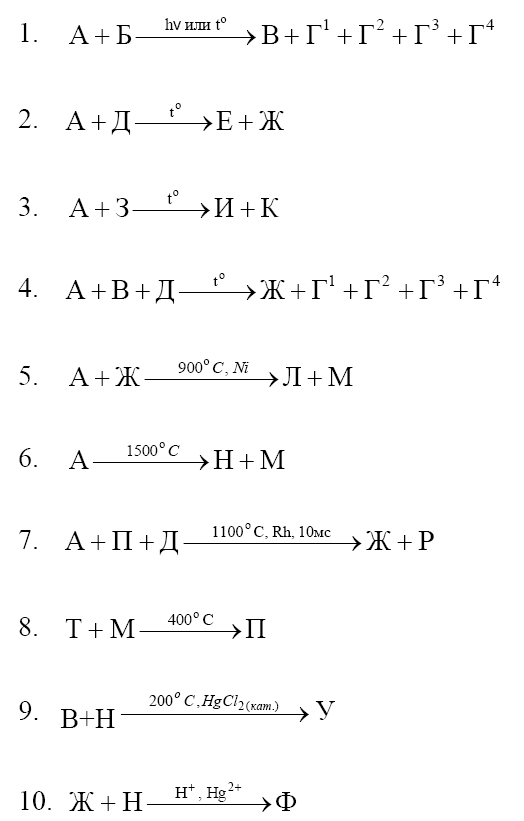 1. А + Б hν или t° → В + Г¹ + Г² + Г³ + Г⁴
2. А + Д t° → Е + Ж
3. А + З t° → И + К
4. А + В + Д t° → Ж + Г¹ + Г² + Г³ + Г⁴
5. А + Ж 900° C, Ni → Л + М
6. А 1500° C → Н + М
7. А + П + Д 1100° C, Rh, 10мс → Ж + Р
8. Т + М 400° C → П
9. В+Н 200° C, HgCl₂(кат.) → У
10. Ж + Н H⁺, Hg²⁺ → Ф